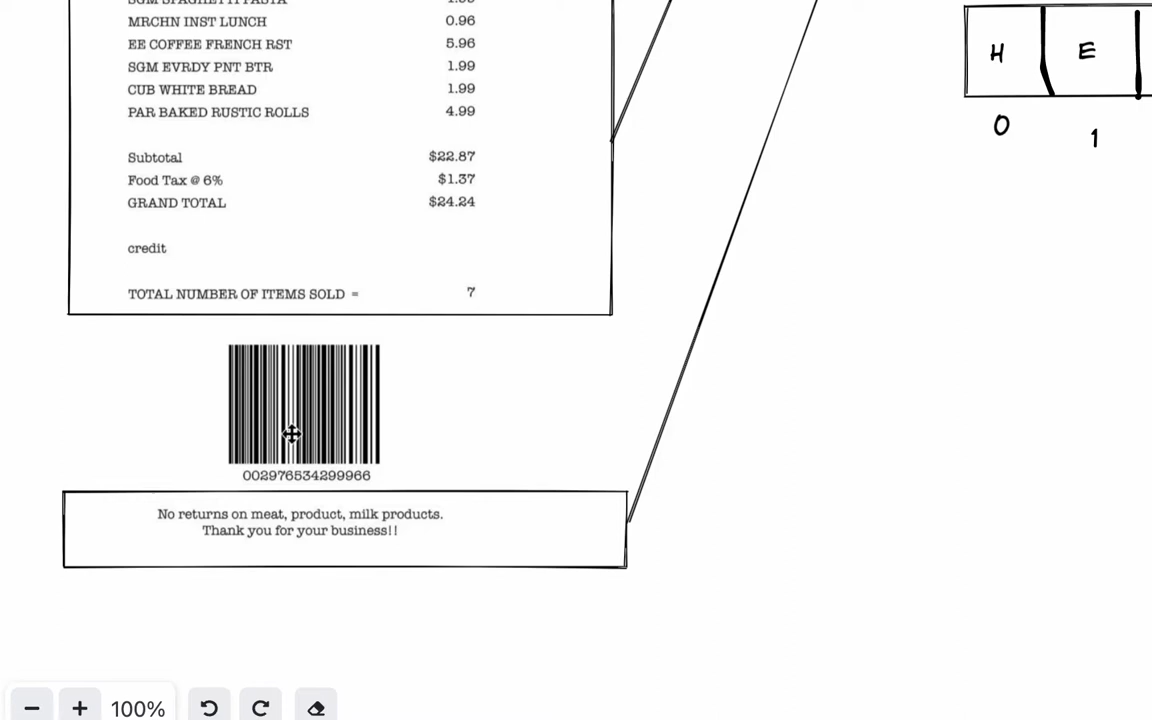 MRCHN INST LUNCH 0.96
EE COFFEE FRENCH RST 5.96
SGM EVRDY PNT BTR 1.99
CUB WHITE BREAD 1.99
PAR BAKED RUSTIC ROLLS 4.99
Subtotal $22.87
Food Tax @ 6% $1.37
GRAND TOTAL $24.24
credit
TOTAL NUMBER OF ITEMS SOLD = 7
002976534299966
No returns on meat, product, milk products.
Thank you for your business!!
H E
0 1
100%